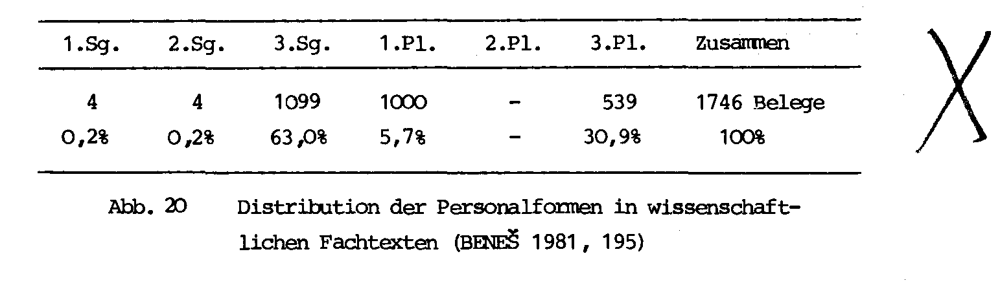 1.Sg. 2.Sg. 3.Sg. 1.Pl. 2.Pl. 3.Pl. Zusammen
4 4 1099 1000 - 539 1746 Belege
0,2% 0,2% 63,0% 5,7% - 30,9% 100%
Abb. 20 Distribution der Personalformen in wissenschaft-
lichen Fachtexten (BENEŠ 1981, 195)